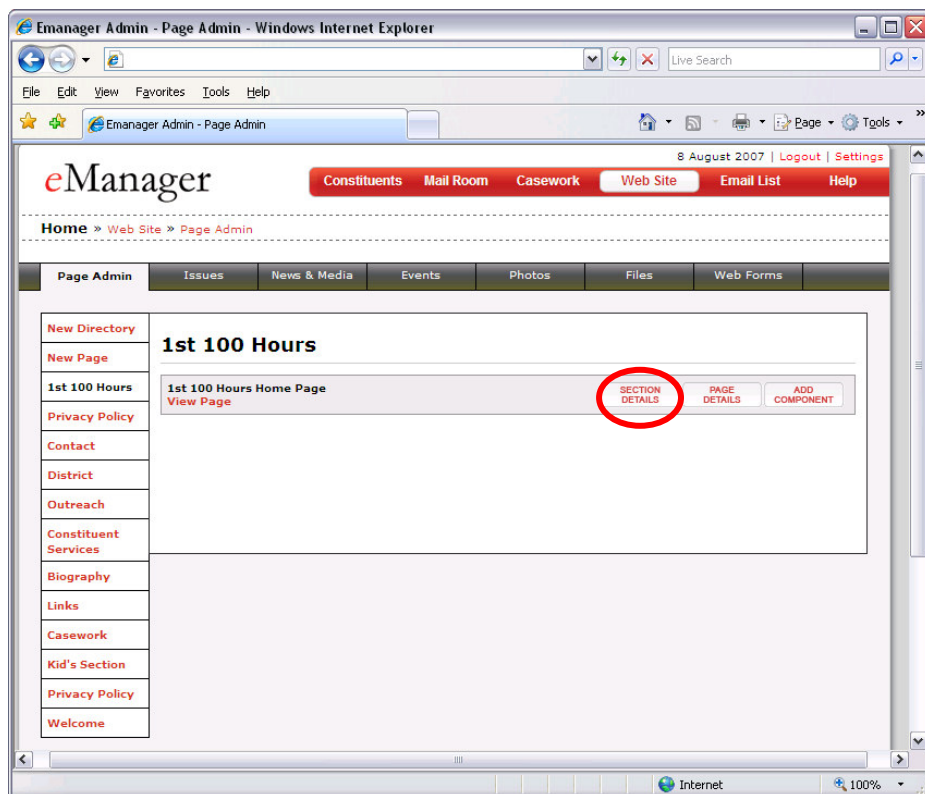 Emanager Admin - Page Admin - Windows Internet Explorer
Live Search
File Edit View Favorites Tools Help
Emanager Admin - Page Admin
Page Tools »
8 August 2007 | Logout | Settings
eManager
Constituents Mail Room Casework Web Site Email List Help
Home » Web Site » Page Admin
Page Admin Issues News & Media Events Photos Files Web Forms
New Directory
New Page
1st 100 Hours
Privacy Policy
Contact
District
Outreach
Constituent
Services
Biography
Links
Casework
Kid's Section
Privacy Policy
Welcome
1st 100 Hours
1st 100 Hours Home Page
View Page
SECTION
DETAILS
PAGE
DETAILS
ADD
COMPONENT
Internet 100%